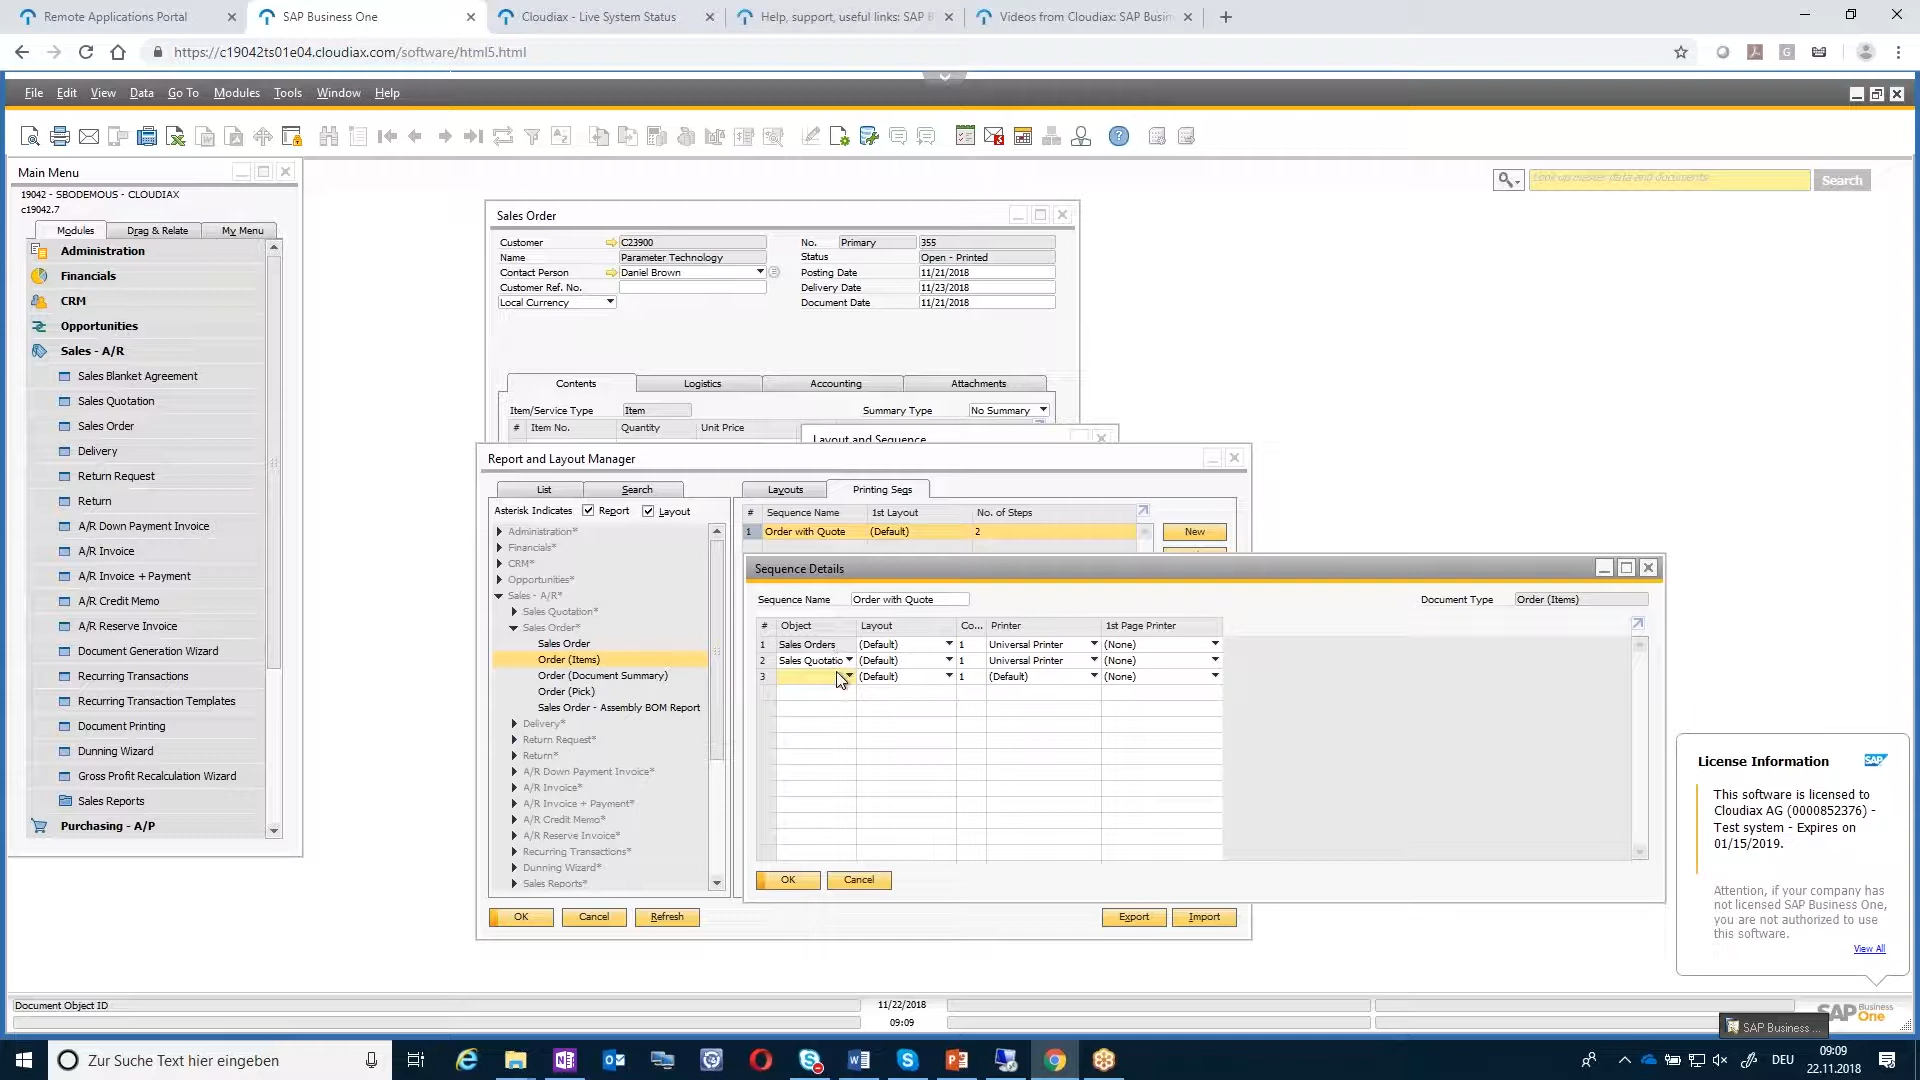 Remote Applications Portal
SAP Business One
Cloudiax - Live System Status
Help, support, useful links: SAP B
Videos from Cloudiax: SAP Busin
https://c19042ts01e04.cloudiax.com/software/html5.html
File Edit View Data Go To Modules Tools Window Help
Main Menu
19042 - SBODEMOUS - CLOUDIAX
c19042.7
Modules Drag & Relate My Menu
Administration
Financials
CRM
Opportunities
Sales - A/R
Sales Blanket Agreement
Sales Quotation
Sales Order
Delivery
Return Request
Return
A/R Down Payment Invoice
A/R Invoice
A/R Invoice + Payment
A/R Credit Memo
A/R Reserve Invoice
Document Generation Wizard
Recurring Transactions
Recurring Transaction Templates
Document Printing
Dunning Wizard
Gross Profit Recalculation Wizard
Sales Reports
Purchasing - A/P
Look up master data and documents
Search
Sales Order
Customer C23900 No. Primary 355
Name Parameter Technology Status Open - Printed
Contact Person Daniel Brown Posting Date 11/21/2018
Customer Ref. No. Delivery Date 11/23/2018
Local Currency Document Date 11/21/2018
Contents Logistics Accounting Attachments
Item/Service Type Item Summary Type No Summary
# Item No. Quantity Unit Price
Layout and Sequence
Report and Layout Manager
List Search
Asterisk Indicates Report Layout
Administration*
Financials*
CRM*
Opportunities*
Sales - A/R*
Sales Quotation*
Sales Order*
Sales Order
Order (Items)
Order (Document Summary)
Order (Pick)
Sales Order - Assembly BOM Report
Delivery*
Return Request*
Return*
A/R Down Payment Invoice*
A/R Invoice*
A/R Invoice + Payment*
A/R Credit Memo*
A/R Reserve Invoice*
Recurring Transactions*
Dunning Wizard*
Sales Reports*
Layouts Printing Seqs
# Sequence Name 1st Layout No. of Steps
1 Order with Quote (Default) 2
New
Sequence Details
Sequence Name Order with Quote Document Type Order (Items)
# Object Layout Co... Printer 1st Page Printer
1 Sales Orders (Default) 1 Universal Printer (None)
2 Sales Quotatio (Default) 1 Universal Printer (None)
3 (Default) 1 (Default) (None)
OK Cancel
OK Cancel Refresh Export Import
License Information SAP
This software is licensed to
Cloudiax AG (0000852376) -
Test system - Expires on
01/15/2019.
Attention, if your company has
not licensed SAP Business One,
you are not authorized to use
this software.
View All
Document Object ID
11/22/2018
09:09
SAP Business One
SAP Business ...
Zur Suche Text hier eingeben
DEU
09:09
22.11.2018